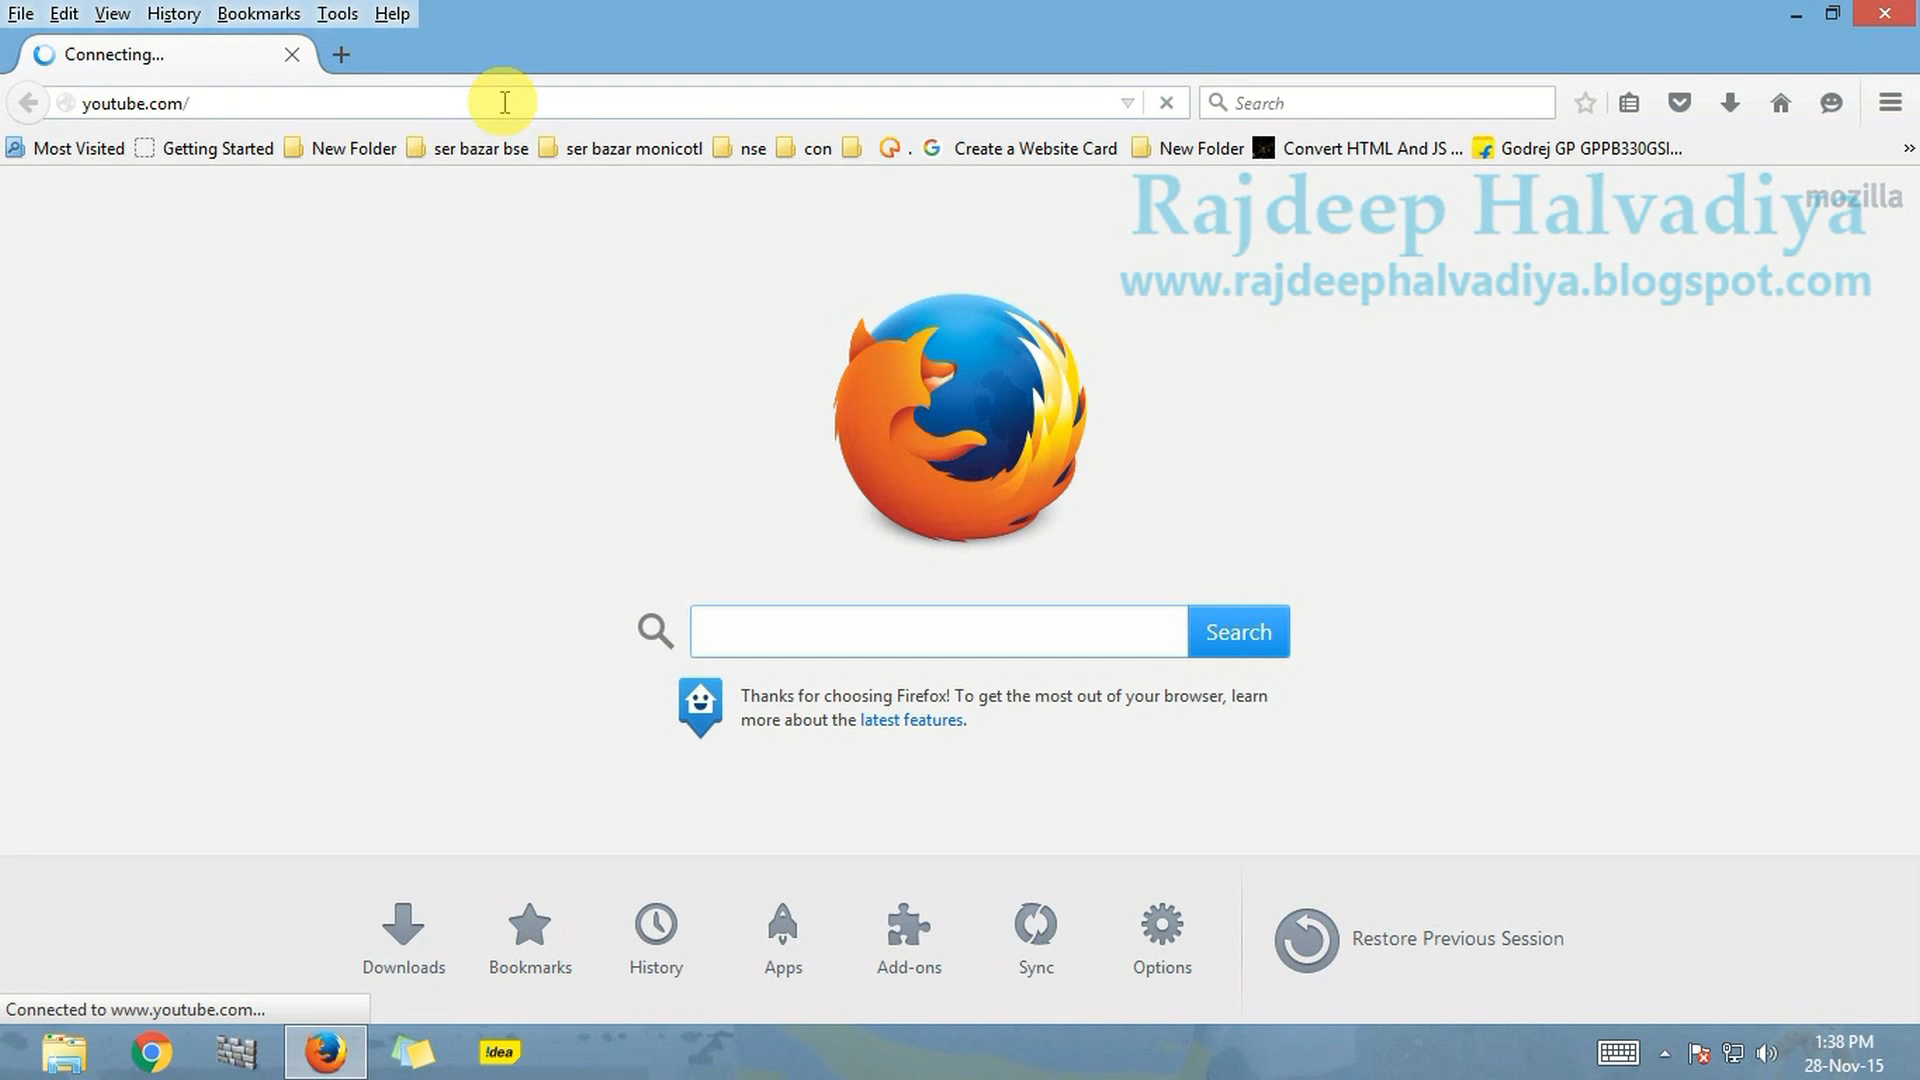 File Edit View History Bookmarks Tools Help
Connecting...
youtube.com/
Search
Most Visited Getting Started New Folder ser bazar bse ser bazar monicotl nse con . Create a Website Card New Folder Convert HTML And JS ... Godrej GP GPPB330GSI...
mozilla
Rajdeep Halvadiya
www.rajdeephalvadiya.blogspot.com
Search
Thanks for choosing Firefox! To get the most out of your browser, learn
more about the latest features.
Downloads Bookmarks History Apps Add-ons Sync Options
Restore Previous Session
Connected to www.youtube.com...
!dea
1:38 PM
28-Nov-15